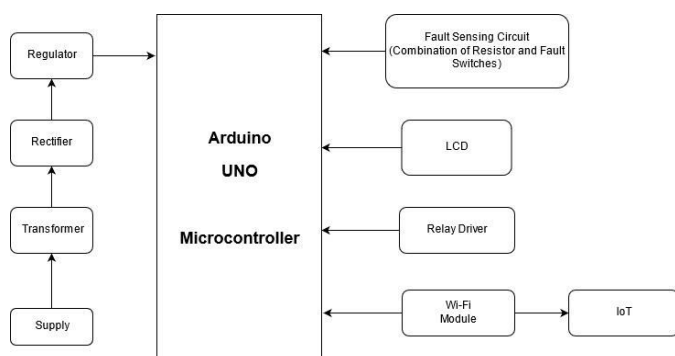 Regulator
Rectifier
Transformer
Supply
Arduino
UNO
Microcontroller
Fault Sensing Circuit
(Combination of Resistor and Fault
Switches)
LCD
Relay Driver
Wi-Fi
Module
IoT